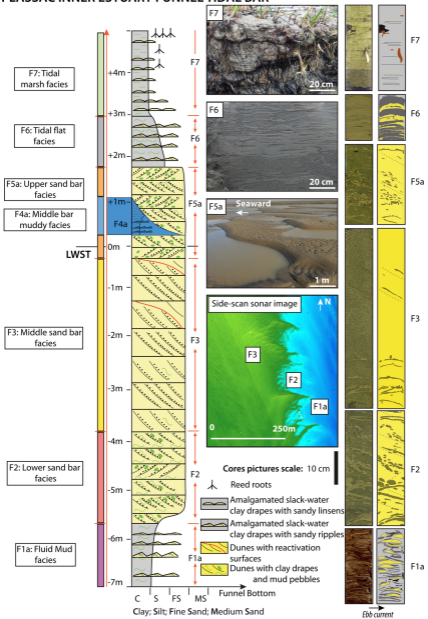 PLASSAC INNER ESTUARY FUNNEL TIDAL BAR
F7: Tidal
marsh facies
F6: Tidal flat
facies
F5a: Upper sand bar
facies
F4a: Middle bar
muddy facies
LWST
F3: Middle sand bar
facies
F2: Lower sand bar
facies
F1a: Fluid Mud
facies
+4m
+3m
+2m
+1m
0m
-1m
-2m
-3m
-4m
-5m
-6m
-7m
F4a
F7
F6
F5a
F3
F2
F1a
C S FS MS
Funnel Bottom
Clay; Silt; Fine Sand; Medium Sand
F7
20 cm
F6
20 cm
F5a
Seaward
1 m
Side-scan sonar image
N
F3
F2
F1a
0 250m
Cores pictures scale: 10 cm
Reed roots
Amalgamated slack-water
clay drapes with sandy linsens
Amalgamated slack-water
clay drapes with sandy ripples
Dunes with reactivation
surfaces
Dunes with clay drapes
and mud pebbles
F7
F6
F5a
F3
F2
F1a
Ebb current